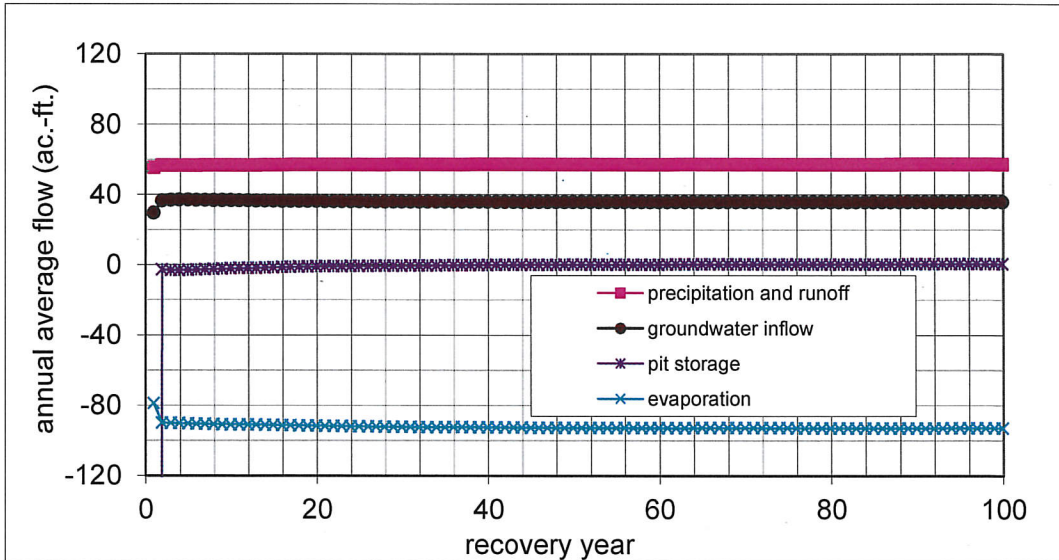 annual average flow (ac.-ft.)
120
80
40
0
-40
-80
-120
precipitation and runoff
groundwater inflow
pit storage
evaporation
0
20
40
60
80
100
recovery year